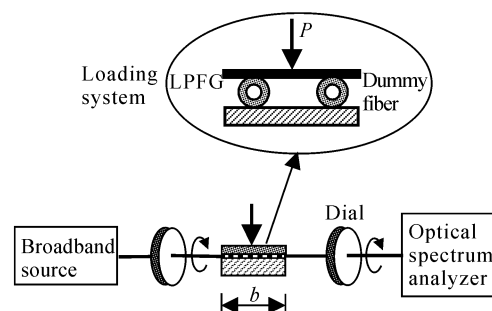 P
Loading
system
LPFG
Dummy
fiber
Dial
Broadband
source
b
Optical
spectrum
analyzer